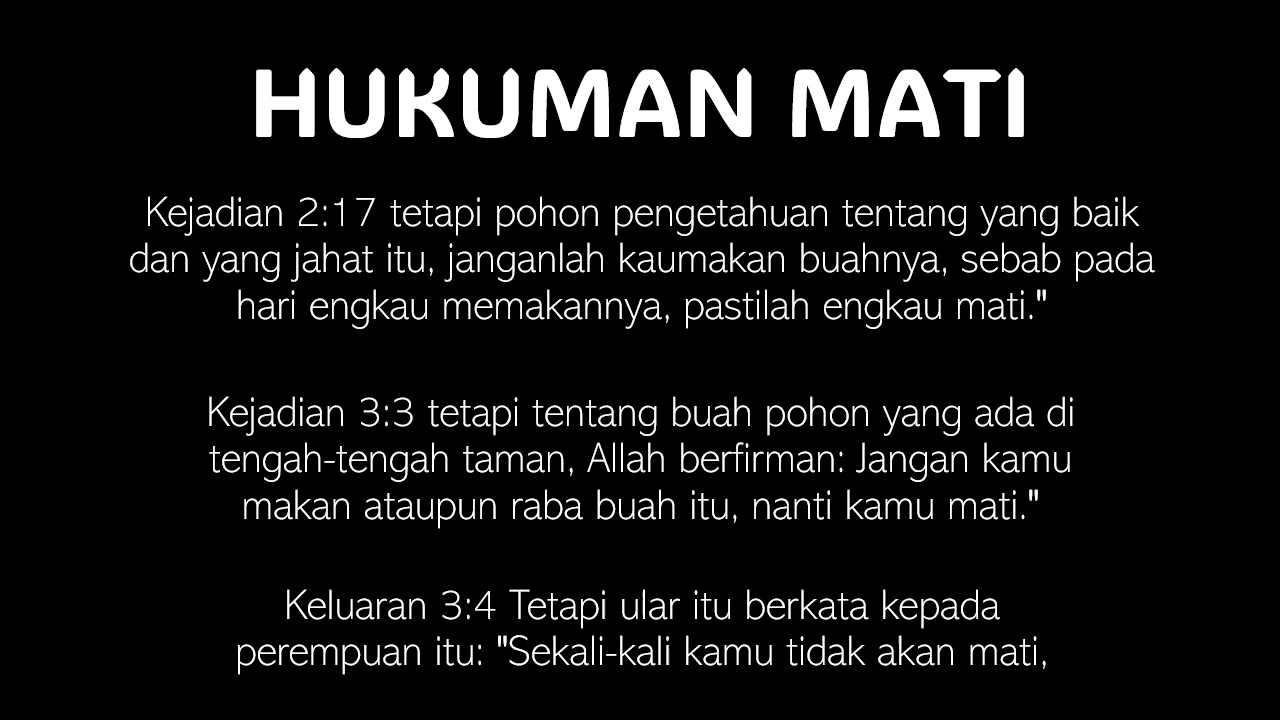 HUKUMAN MATI
Kejadian 2:17 tetapi pohon pengetahuan tentang yang baik
dan yang jahat itu, janganlah kaumakan buahnya, sebab pada
hari engkau memakannya, pastilah engkau mati."
Kejadian 3:3 tetapi tentang buah pohon yang ada di
tengah-tengah taman, Allah berfirman: Jangan kamu
makan ataupun raba buah itu, nanti kamu mati."
Keluaran 3:4 Tetapi ular itu berkata kepada
perempuan itu: "Sekali-kali kamu tidak akan mati,